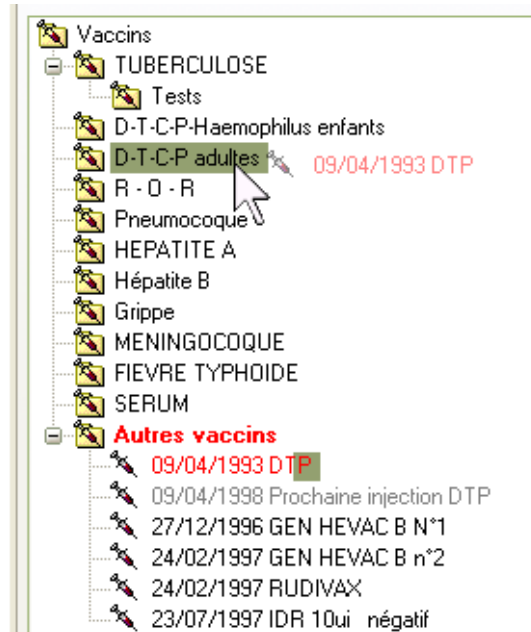 Vaccins
TUBERCULOSE
Tests
D-T-C-P-Haemophilus enfants
D-T-C-P adultes 09/04/1993 DTP
R - O - R
Pneumocoque
HEPATITE A
Hépatite B
Grippe
MENINGOCOQUE
FIEVRE TYPHOIDE
SERUM
Autres vaccins
09/04/1993 DTP
09/04/1998 Prochaine injection DTP
27/12/1996 GEN HEVAC B N°1
24/02/1997 GEN HEVAC B n°2
24/02/1997 RUDIVAX
23/07/1997 IDR 10ui négatif